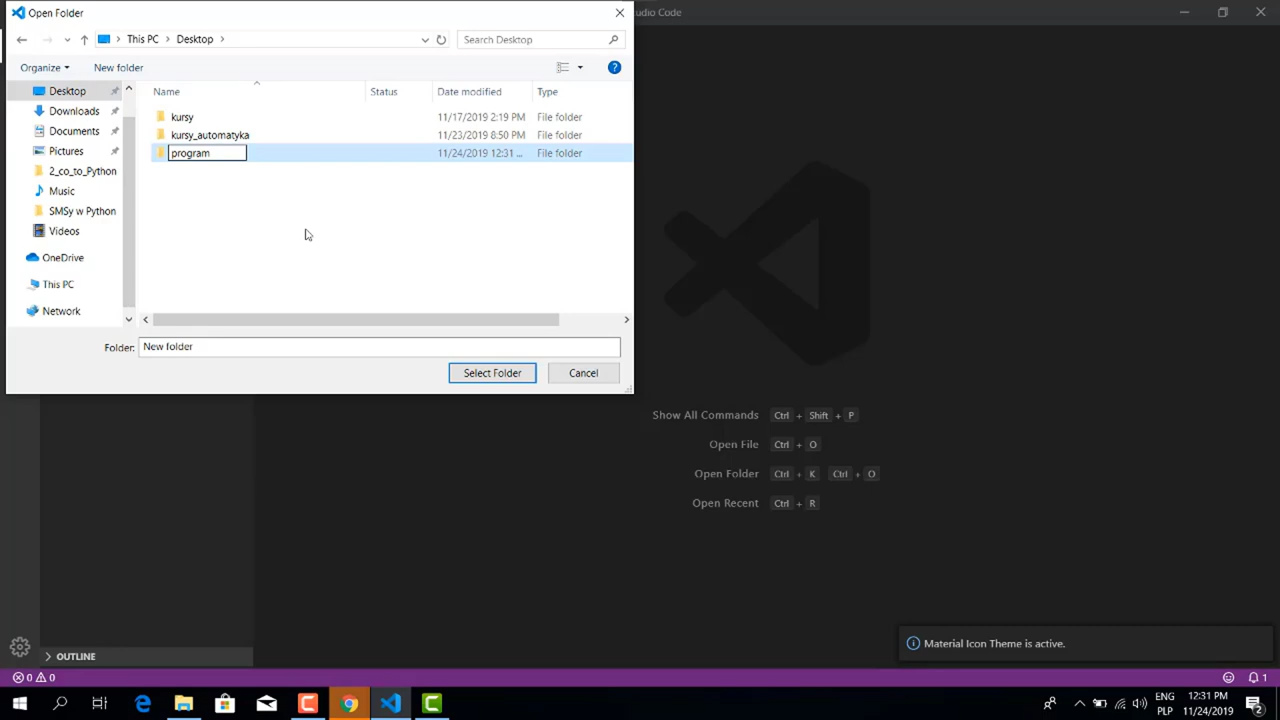 Open Folder
udio Code
This PC
Desktop
Search Desktop
Organize
New folder
Name
Status
Date modified
Type
kursy
11/17/2019 2:19 PM
File folder
kursy_automatyka
11/23/2019 8:50 PM
File folder
program
11/24/2019 12:31 ...
File folder
Desktop
Downloads
Documents
Pictures
2_co_to_Python
Music
SMSy w Python
Videos
OneDrive
This PC
Network
Folder:
New folder
Select Folder
Cancel
Show All Commands Ctrl + Shift + P
Open File Ctrl + O
Open Folder Ctrl + K Ctrl + O
Open Recent Ctrl + R
Material Icon Theme is active.
OUTLINE
0 0
1
ENG
PLP
12:31 PM
11/24/2019
2